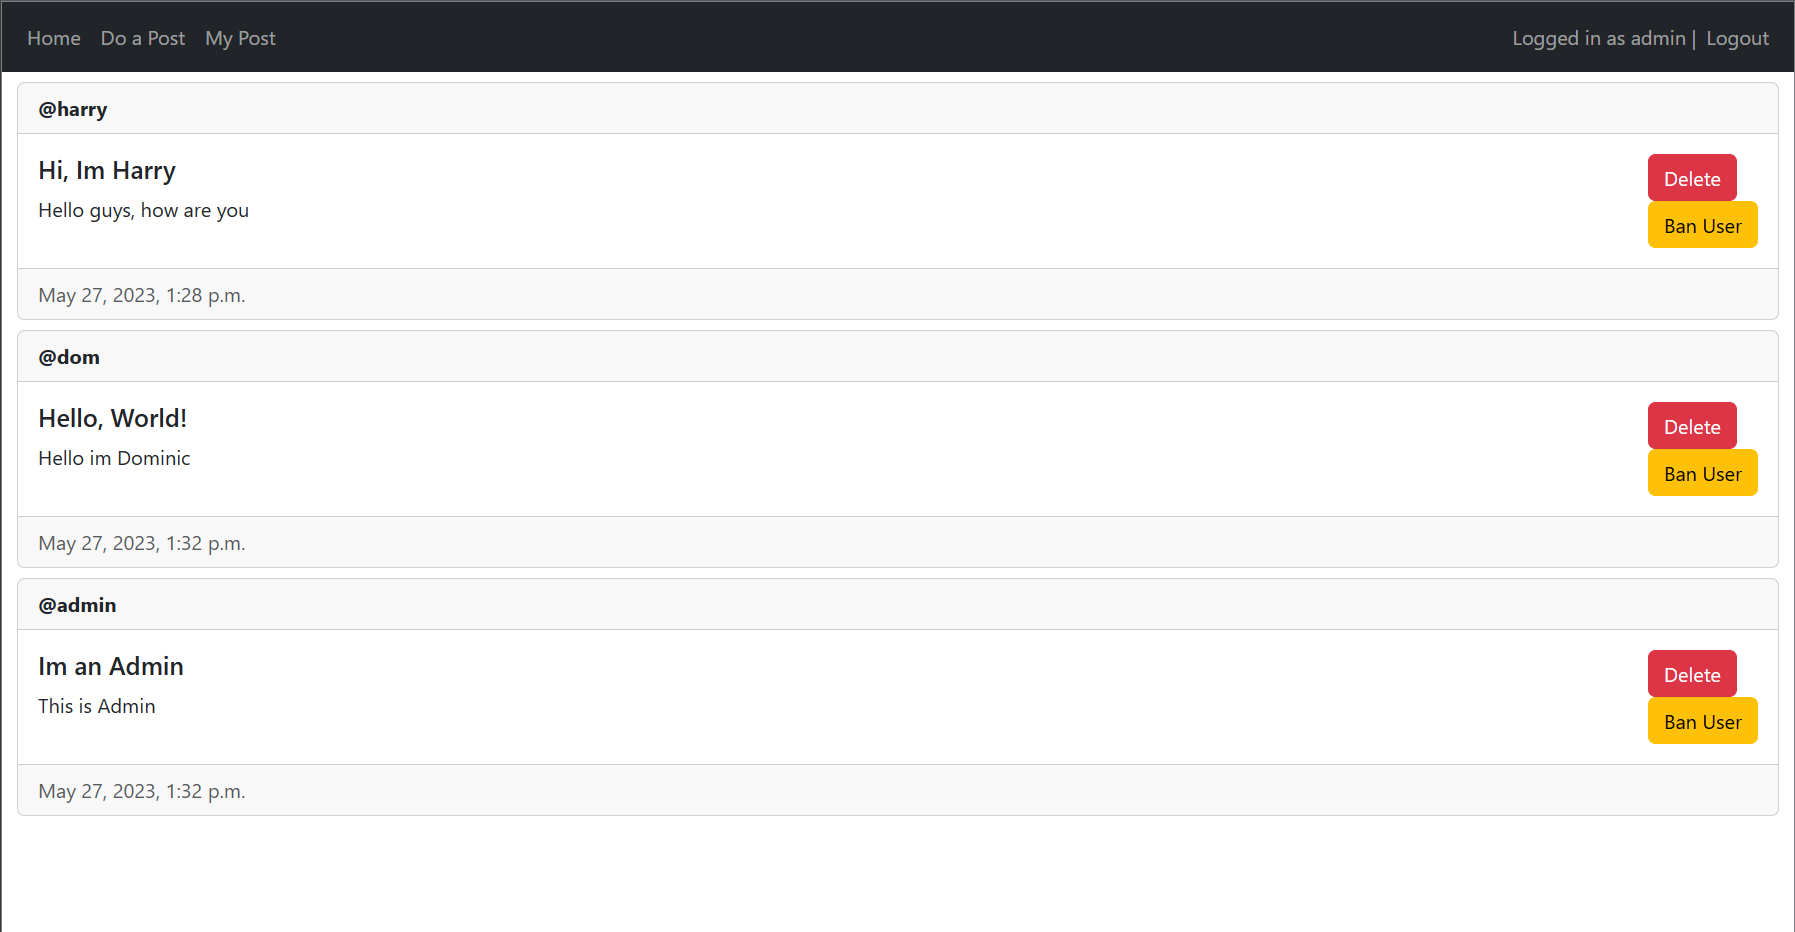 Home Do a Post My Post Logged in as admin | Logout
@harry
Hi, Im Harry
Hello guys, how are you
Delete
Ban User
May 27, 2023, 1:28 p.m.
@dom
Hello, World!
Hello im Dominic
Delete
Ban User
May 27, 2023, 1:32 p.m.
@admin
Im an Admin
This is Admin
Delete
Ban User
May 27, 2023, 1:32 p.m.